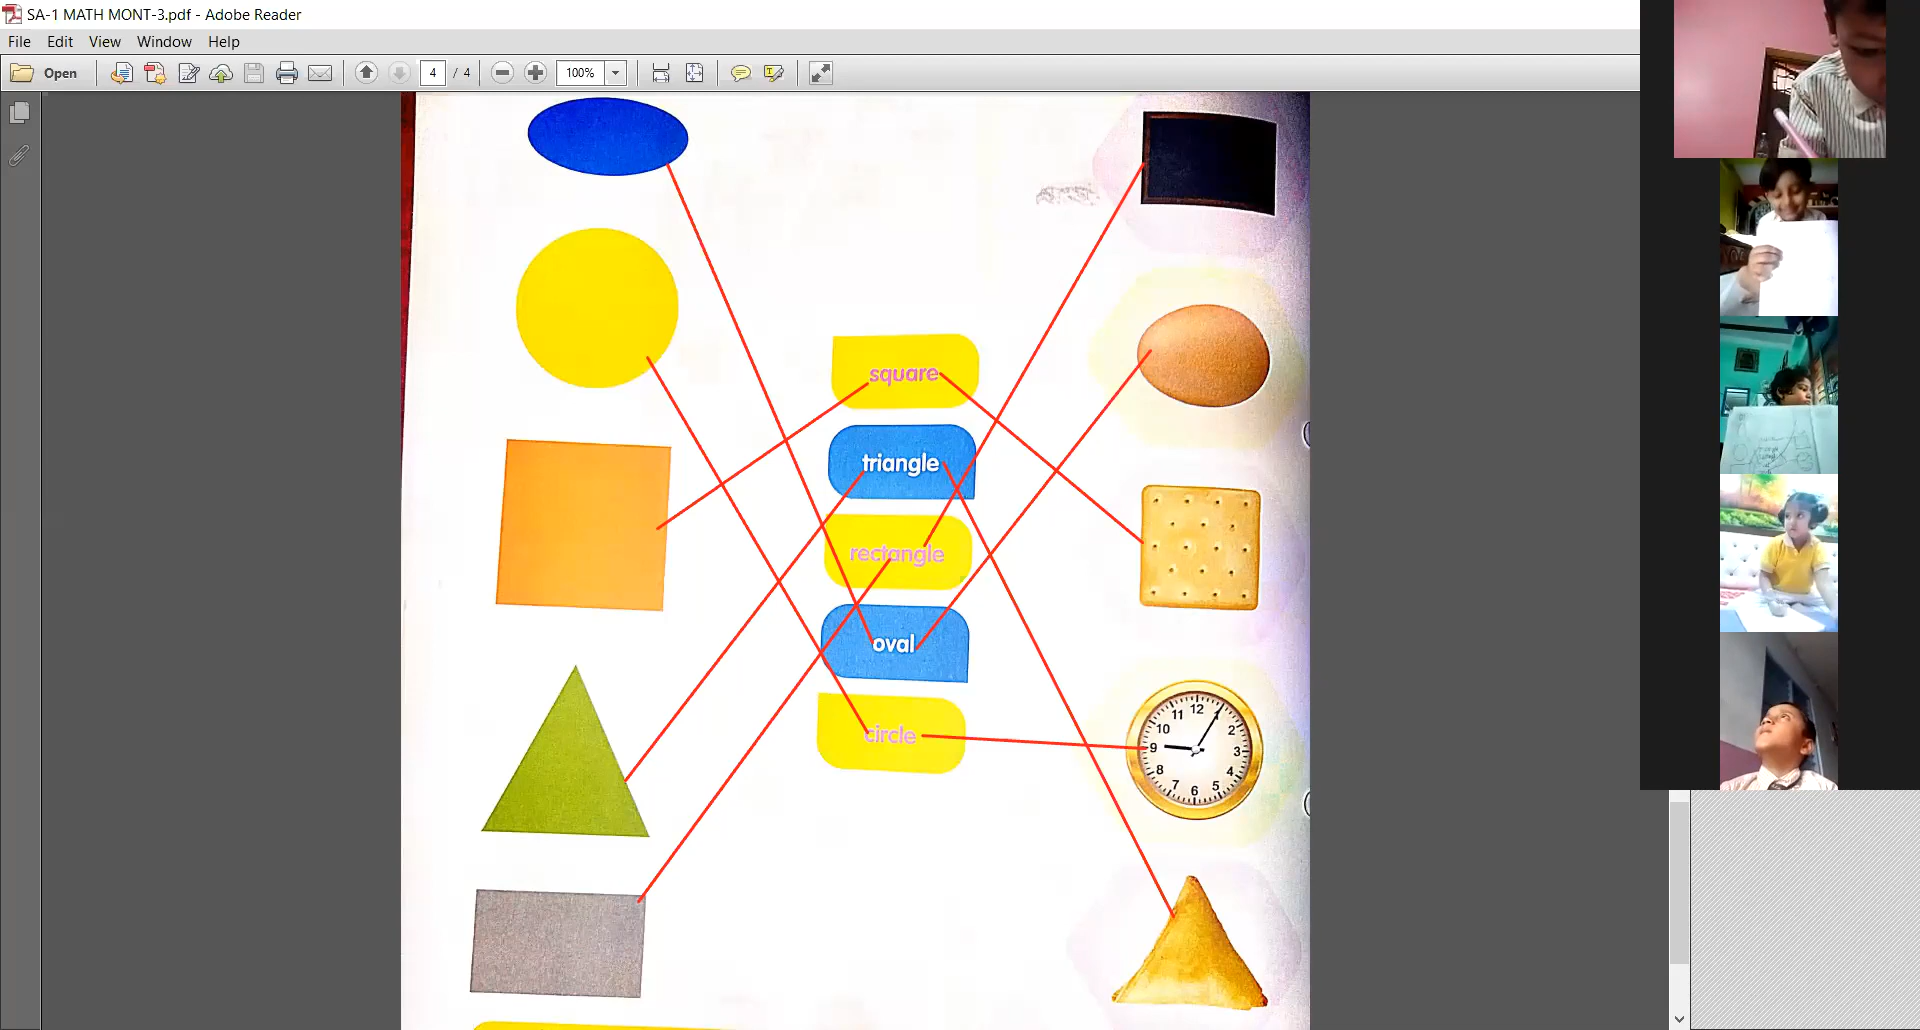 SA-1 MATH MONT-3.pdf - Adobe Reader
File Edit View Window Help
Open 4 / 4 100%
square
triangle
rectangle
oval
circle
12
1
2
3
4
5
6
7
8
9
10
11